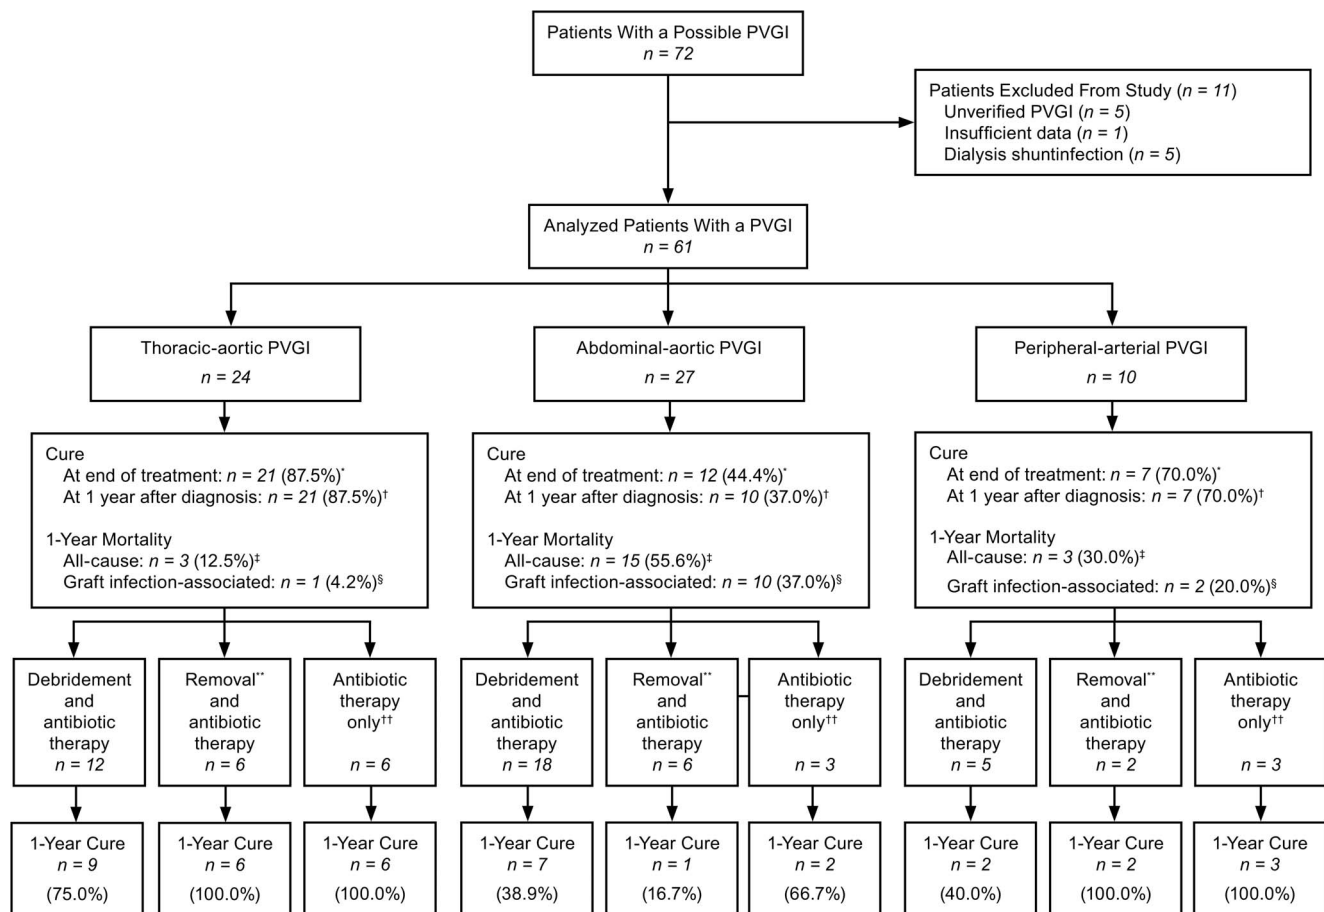 Patients With a Possible PVGI
n = 72
Patients Excluded From Study (n = 11)
Unverified PVGI (n = 5)
Insufficient data (n = 1)
Dialysis shuntinfection (n = 5)
Analyzed Patients With a PVGI
n = 61
Thoracic-aortic PVGI
n = 24
Abdominal-aortic PVGI
n = 27
Peripheral-arterial PVGI
n = 10
Cure
At end of treatment: n = 21 (87.5%)*
At 1 year after diagnosis: n = 21 (87.5%)†
1-Year Mortality
All-cause: n = 3 (12.5%)‡
Graft infection-associated: n = 1 (4.2%)§
Cure
At end of treatment: n = 12 (44.4%)*
At 1 year after diagnosis: n = 10 (37.0%)†
1-Year Mortality
All-cause: n = 15 (55.6%)‡
Graft infection-associated: n = 10 (37.0%)§
Cure
At end of treatment: n = 7 (70.0%)*
At 1 year after diagnosis: n = 7 (70.0%)†
1-Year Mortality
All-cause: n = 3 (30.0%)‡
Graft infection-associated: n = 2 (20.0%)§
Debridement
and
antibiotic
therapy
n = 12
Removal**
and
antibiotic
therapy
n = 6
Antibiotic
therapy
only††
n = 6
Debridement
and
antibiotic
therapy
n = 18
Removal**
and
antibiotic
therapy
n = 6
Antibiotic
therapy
only††
n = 3
Debridement
and
antibiotic
therapy
n = 5
Removal**
and
antibiotic
therapy
n = 2
Antibiotic
therapy
only††
n = 3
1-Year Cure
n = 9
(75.0%)
1-Year Cure
n = 6
(100.0%)
1-Year Cure
n = 6
(100.0%)
1-Year Cure
n = 7
(38.9%)
1-Year Cure
n = 1
(16.7%)
1-Year Cure
n = 2
(66.7%)
1-Year Cure
n = 2
(40.0%)
1-Year Cure
n = 2
(100.0%)
1-Year Cure
n = 3
(100.0%)